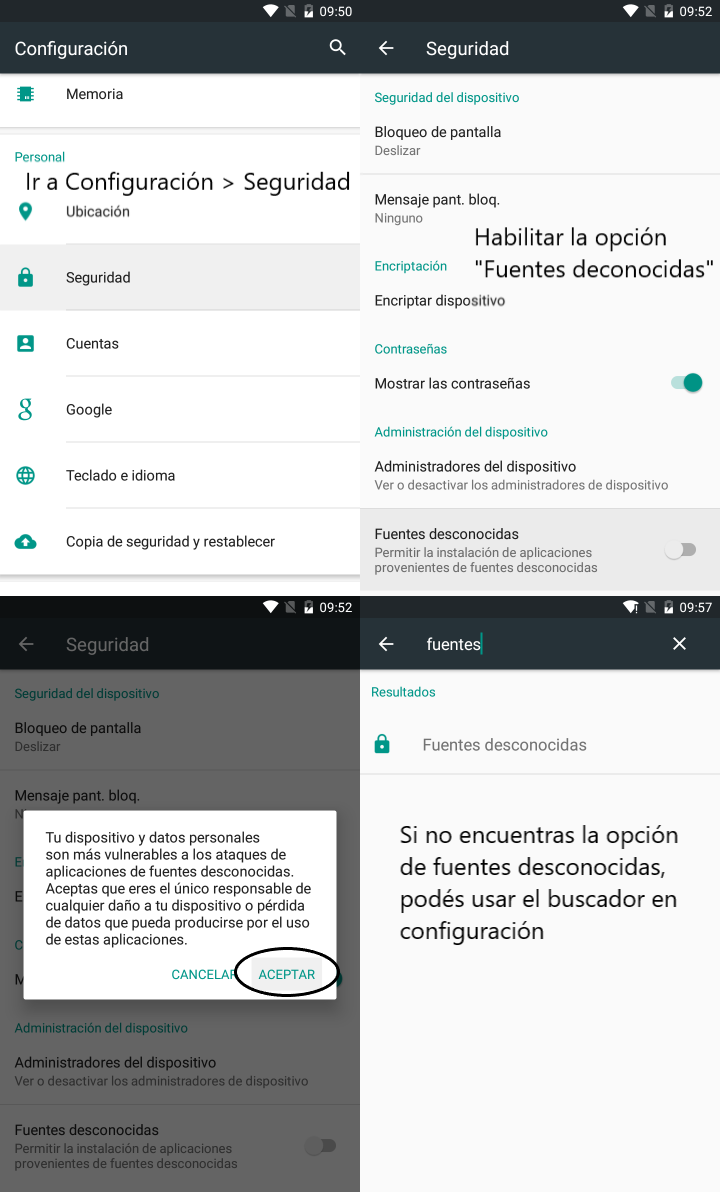 09:50
Configuración
Memoria
Personal
Ir a Configuración > Seguridad
Ubicación
Seguridad
Cuentas
Google
Teclado e idioma
Copia de seguridad y restablecer
09:52
Seguridad
Seguridad del dispositivo
Bloqueo de pantalla
Deslizar
Mensaje pant. bloq.
Ninguno
Habilitar la opción
"Fuentes deconocidas"
Encriptación
Encriptar dispositivo
Contraseñas
Mostrar las contraseñas
Administración del dispositivo
Administradores del dispositivo
Ver o desactivar los administradores de dispositivo
Fuentes desconocidas
Permitir la instalación de aplicaciones
provenientes de fuentes desconocidas
09:52
Seguridad
Seguridad del dispositivo
Bloqueo de pantalla
Deslizar
Mensaje pant. bloq.
N
E
E
C
M
Tu dispositivo y datos personales
son más vulnerables a los ataques de
aplicaciones de fuentes desconocidas.
Aceptas que eres el único responsable de
cualquier daño a tu dispositivo o pérdida
de datos que pueda producirse por el uso
de estas aplicaciones.
CANCELAR ACEPTAR
Administración del dispositivo
Administradores del dispositivo
Ver o desactivar los administradores de dispositivo
Fuentes desconocidas
Permitir la instalación de aplicaciones
provenientes de fuentes desconocidas
09:57
fuentes
Resultados
Fuentes desconocidas
Si no encuentras la opción
de fuentes desconocidas,
podés usar el buscador en
configuración